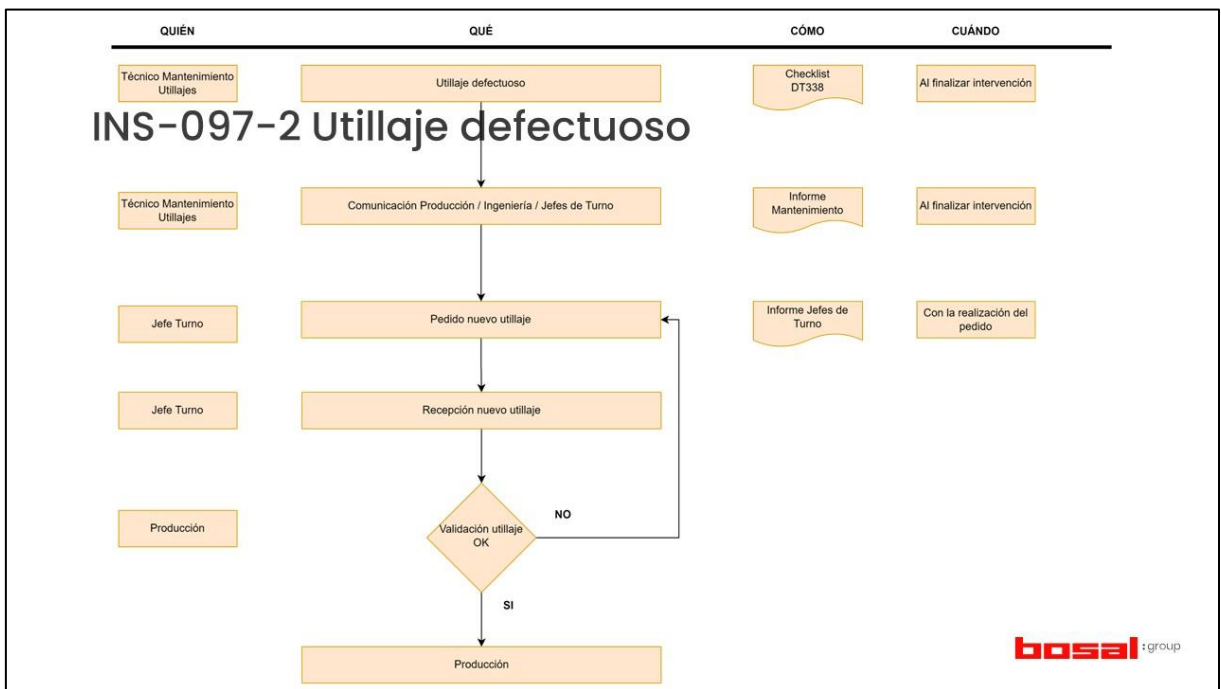 QUIÉN QUÉ CÓMO CUÁNDO
Técnico Mantenimiento
Utillajes
Utillaje defectuoso
Checklist
DT338
Al finalizar intervención
INS-097-2 Utillaje defectuoso
Técnico Mantenimiento
Utillajes
Comunicación Producción / Ingeniería / Jefes de Turno
Informe
Mantenimiento
Al finalizar intervención
Jefe Turno
Pedido nuevo utillaje
Informe Jefes de
Turno
Con la realización del
pedido
Jefe Turno
Recepción nuevo utillaje
Producción
Validación utillaje
OK
NO
SI
Producción
bosal :group